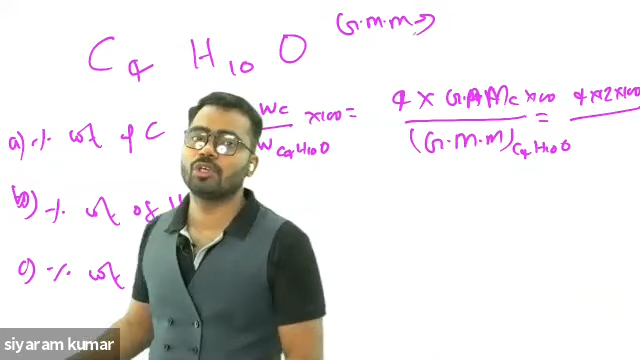 G.M.M →
C4 H10 O
a) % wt of C Wc / W C4H10O × 100 = 4 × G.A.Mc × 100 / (G.M.M) C4H10O = 4 × 12 × 100
b) % wt of H
c) % wt
siyaram kumar